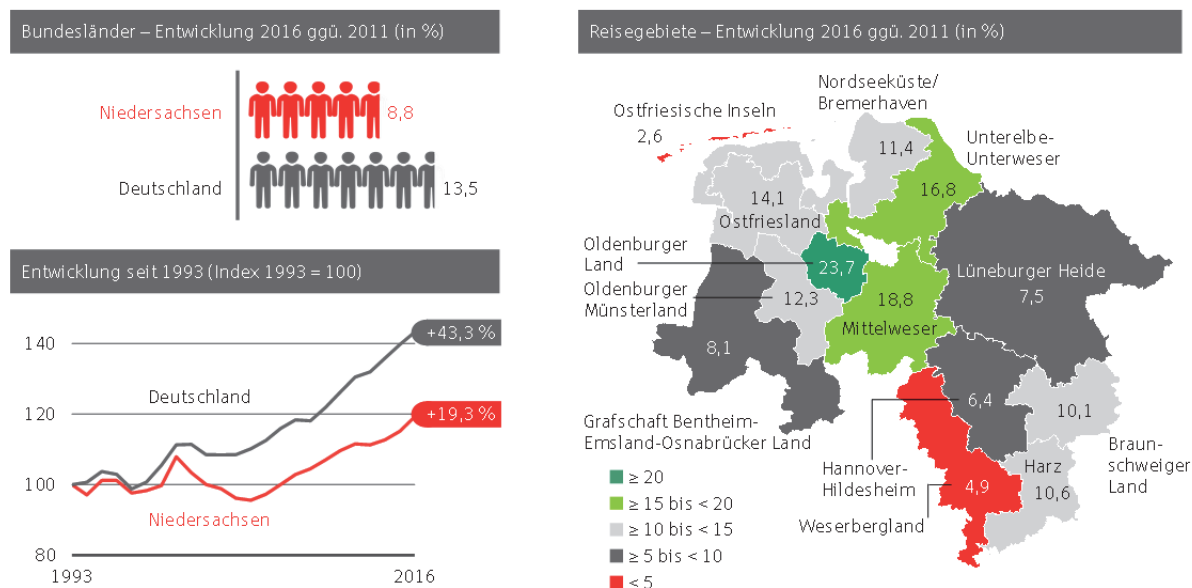 Bundesländer – Entwicklung 2016 ggü. 2011 (in %)
Niedersachsen
8,8
Deutschland
13,5
Entwicklung seit 1993 (Index 1993 = 100)
140
120
100
80
+43,3 %
Deutschland
+19,3 %
Niedersachsen
1993
2016
Reisegebiete – Entwicklung 2016 ggü. 2011 (in %)
Nordseeküste/
Bremerhaven
11,4
Ostfriesische Inseln
2,6
Unterelbe-
Unterweser
16,8
14,1
Ostfriesland
Oldenburger
Land
23,7
Oldenburger
Münsterland
12,3
Lüneburger Heide
7,5
18,8
Mittelweser
8,1
6,4
10,1
Grafschaft Bentheim-
Emsland-Osnabrücker Land
Hannover-
Hildesheim
Braun-
schweiger
Land
Harz
10,6
4,9
Weserbergland
≥ 20
≥ 15 bis < 20
≥ 10 bis < 15
≥ 5 bis < 10
< 5